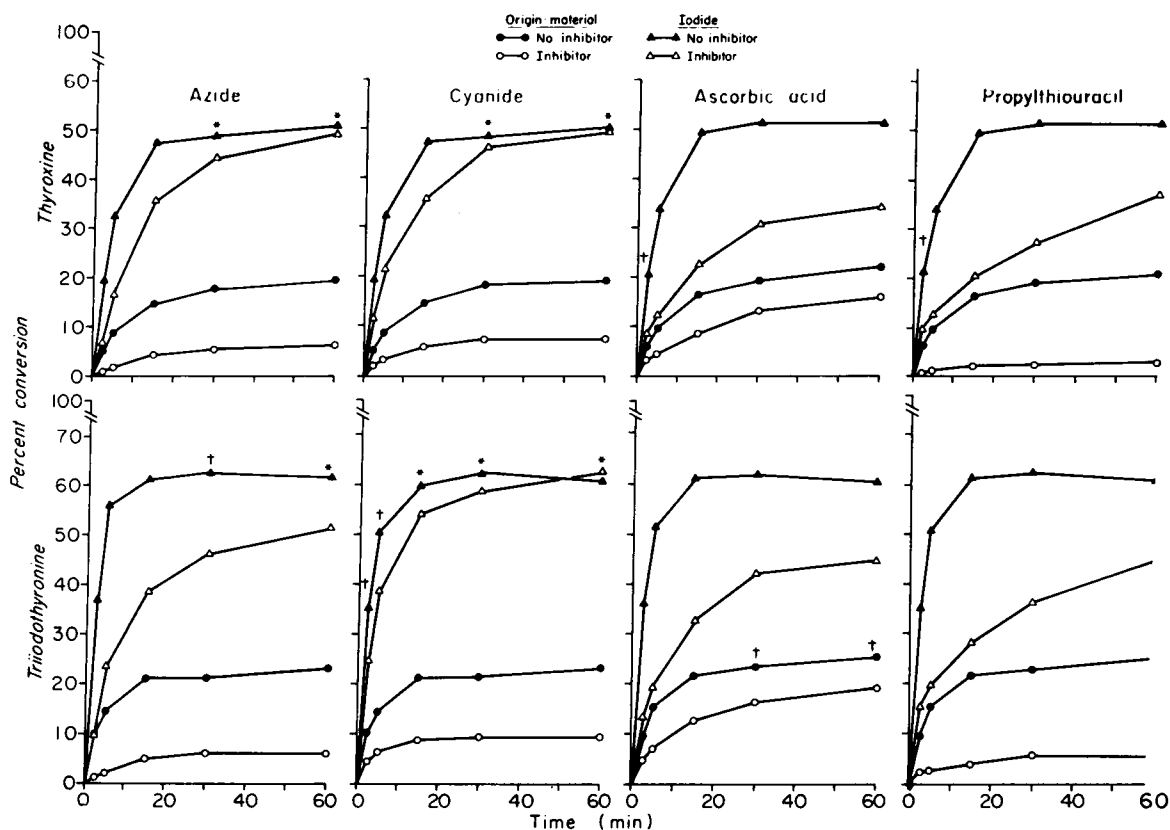 Origin material Iodide
No inhibitor No inhibitor
Inhibitor Inhibitor
100
60
50
40
30
20
10
0
Azide * *
Cyanide * *
Ascorbic acid †
Propylthiouracil †
Thyroxine
Percent conversion
100
70
60
50
40
30
20
10
0
† *
† † * * *
† †
Triiodothyronine
0 20 40 60 0 20 40 60 0 20 40 60 0 20 40 60
Time (min)